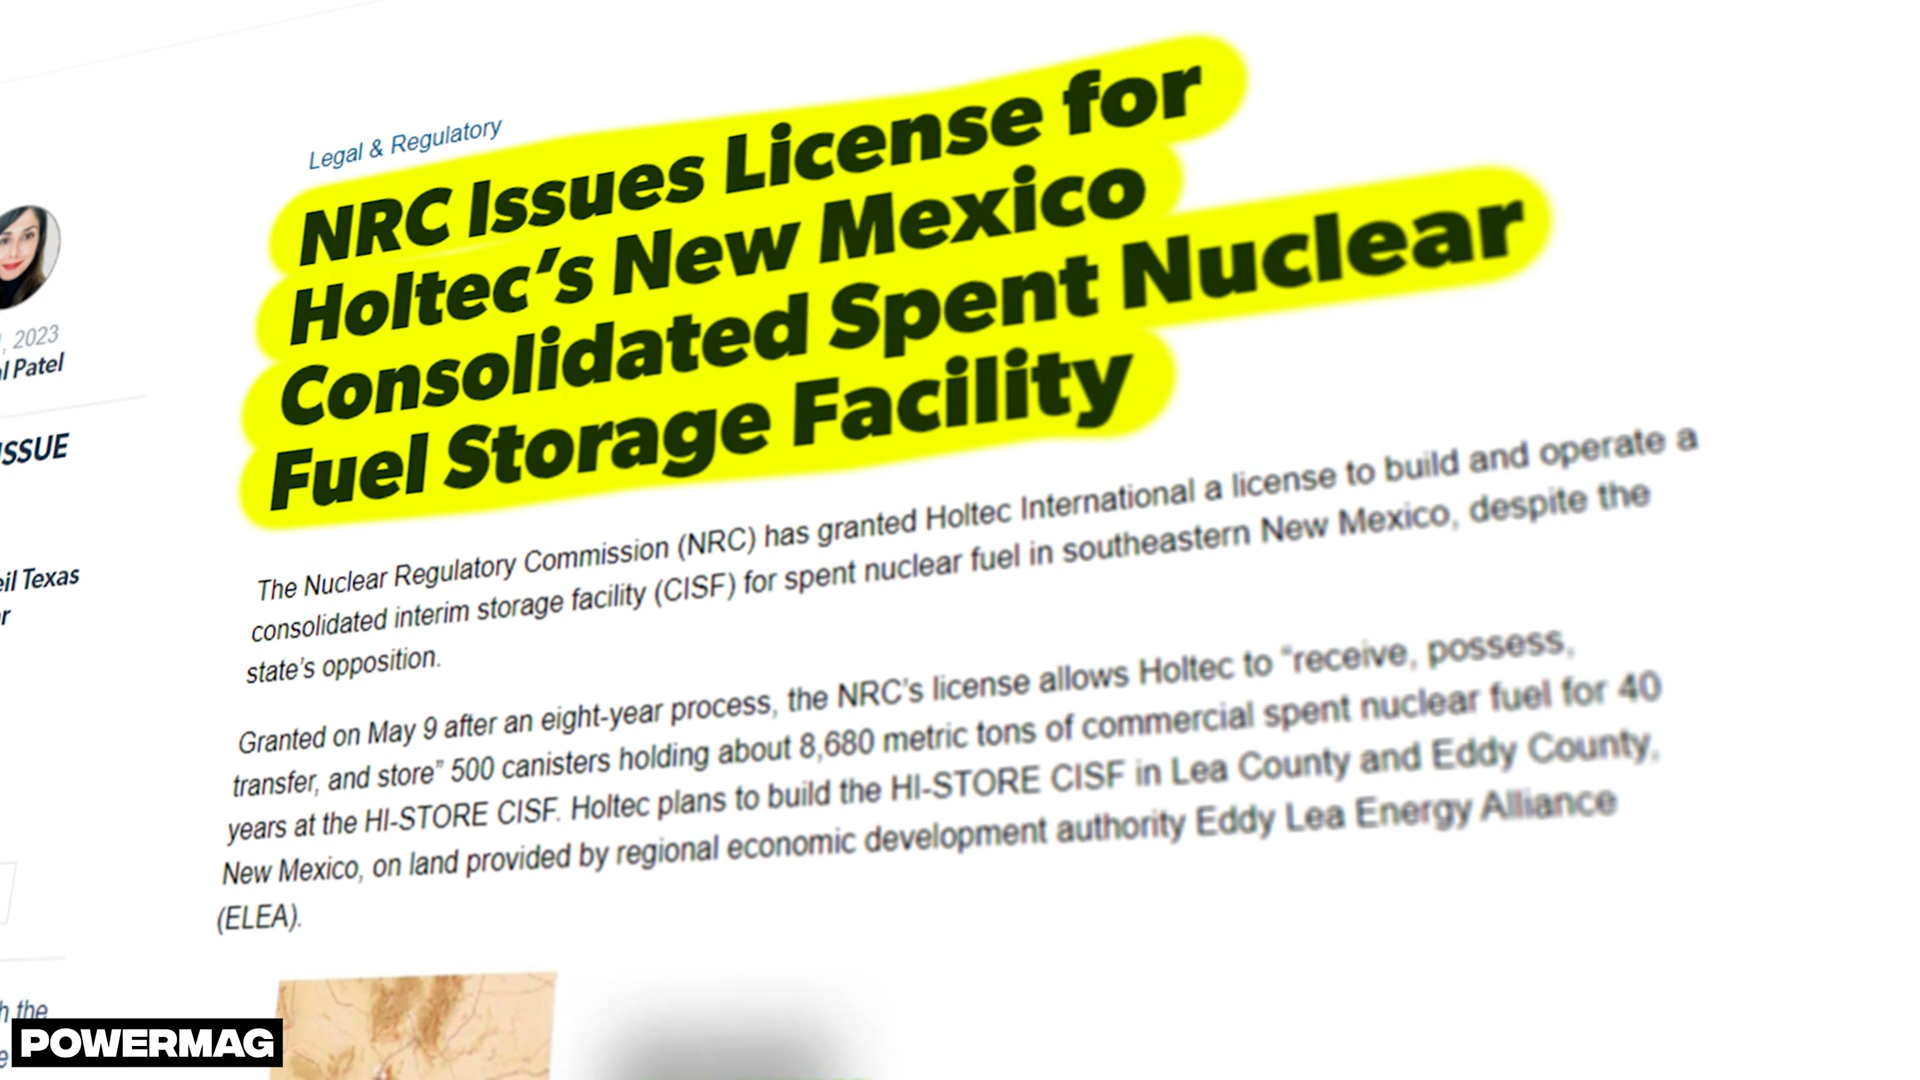 Legal & Regulatory
NRC Issues License for
Holtec's New Mexico
Consolidated Spent Nuclear
Fuel Storage Facility
The Nuclear Regulatory Commission (NRC) has granted Holtec International a license to build and operate a
consolidated interim storage facility (CISF) for spent nuclear fuel in southeastern New Mexico, despite the
state's opposition.
Granted on May 9 after an eight-year process, the NRC's license allows Holtec to “receive, possess,
transfer, and store” 500 canisters holding about 8,680 metric tons of commercial spent nuclear fuel for 40
years at the HI-STORE CISF. Holtec plans to build the HI-STORE CISF in Lea County and Eddy County,
New Mexico, on land provided by regional economic development authority Eddy Lea Energy Alliance
(ELEA).
, 2023
Patel
Texas
the
POWERMAG